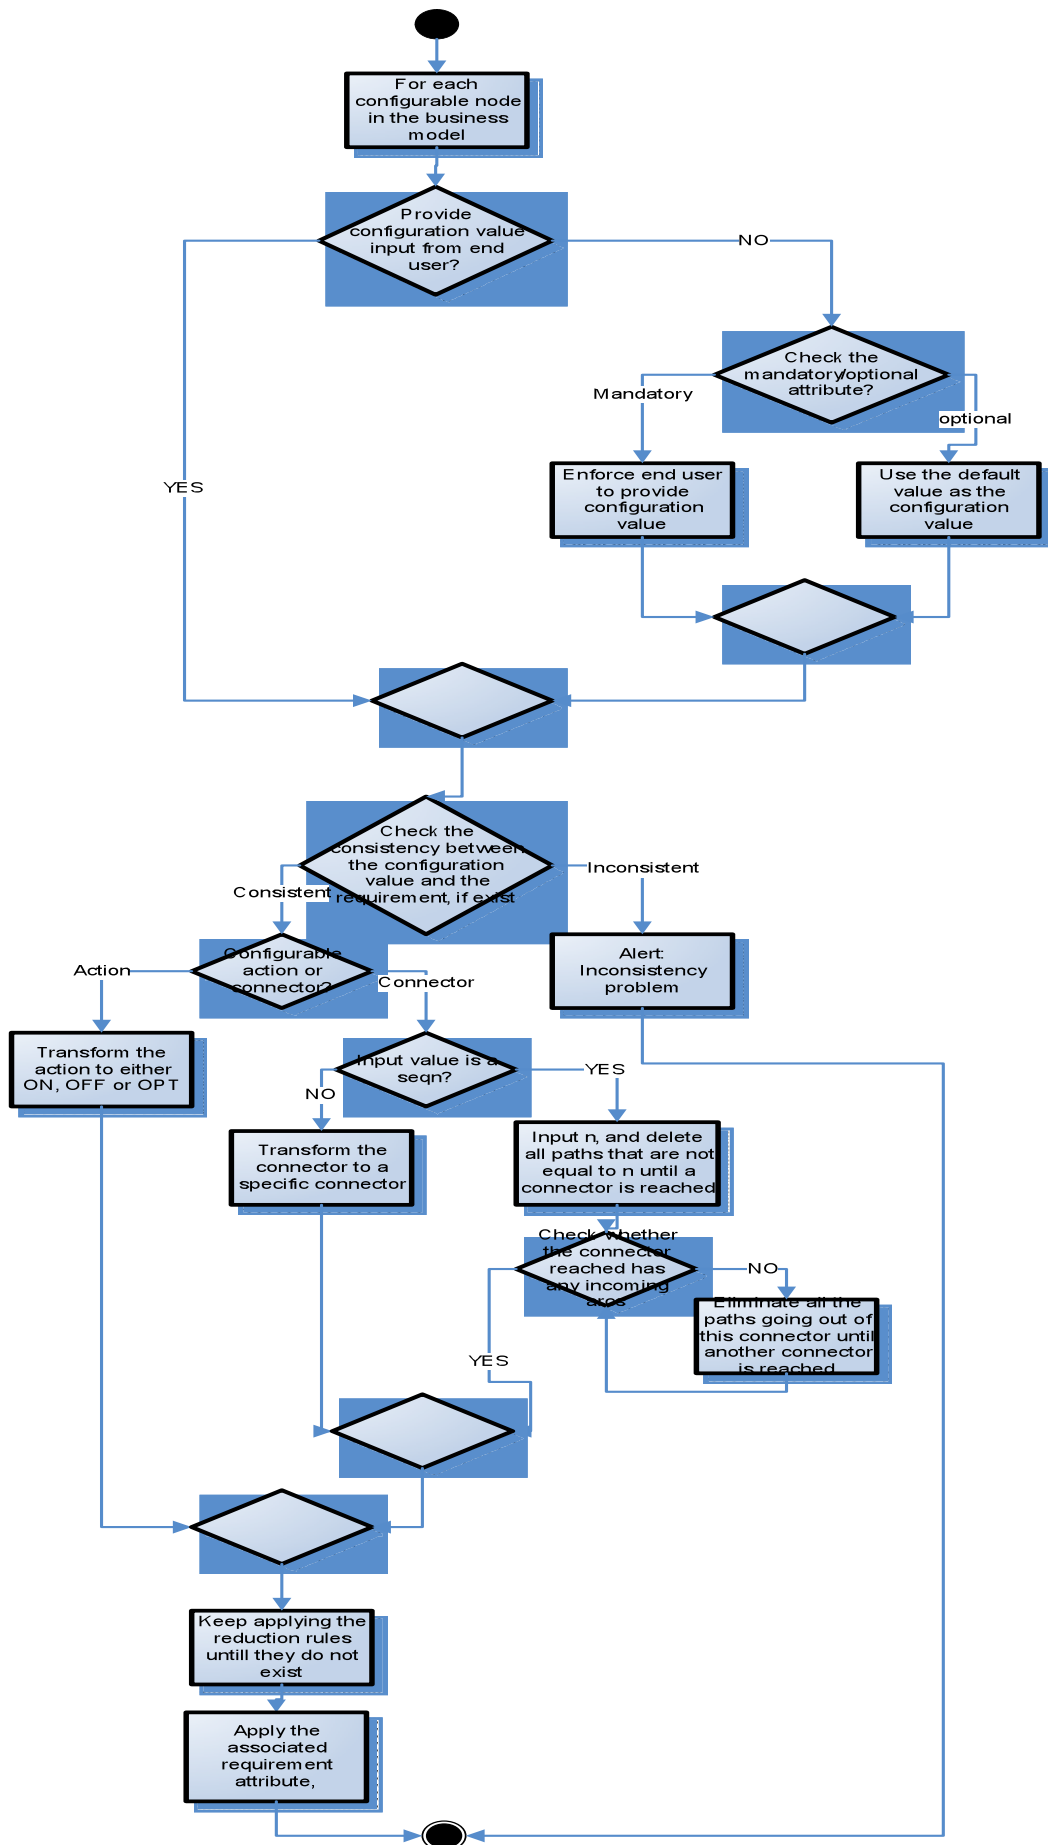 For each
configurable node
in the business
model
Provide
configuration value
input from end
user?
NO
YES
Check the
mandatory/optional
attribute?
Mandatory
optional
Enforce end user
to provide
configuration
value
Use the default
value as the
configuration
value
Check the
consistency between
the configuration
value and the
requirement, if exist
Consistent
Inconsistent
Configurable
action or
connector?
Action
Connector
Alert:
Inconsistency
problem
Transform the
action to either
ON, OFF or OPT
Input value is a
seqn?
NO
YES
Transform the
connector to a
specific connector
Input n, and delete
all paths that are not
equal to n until a
connector is reached
Check whether
the connector
reached has
any incoming
arcs
NO
YES
Eliminate all the
paths going out of
this connector until
another connector
is reached
Keep applying the
reduction rules
untill they do not
exist
Apply the
associated
requirement
attribute,